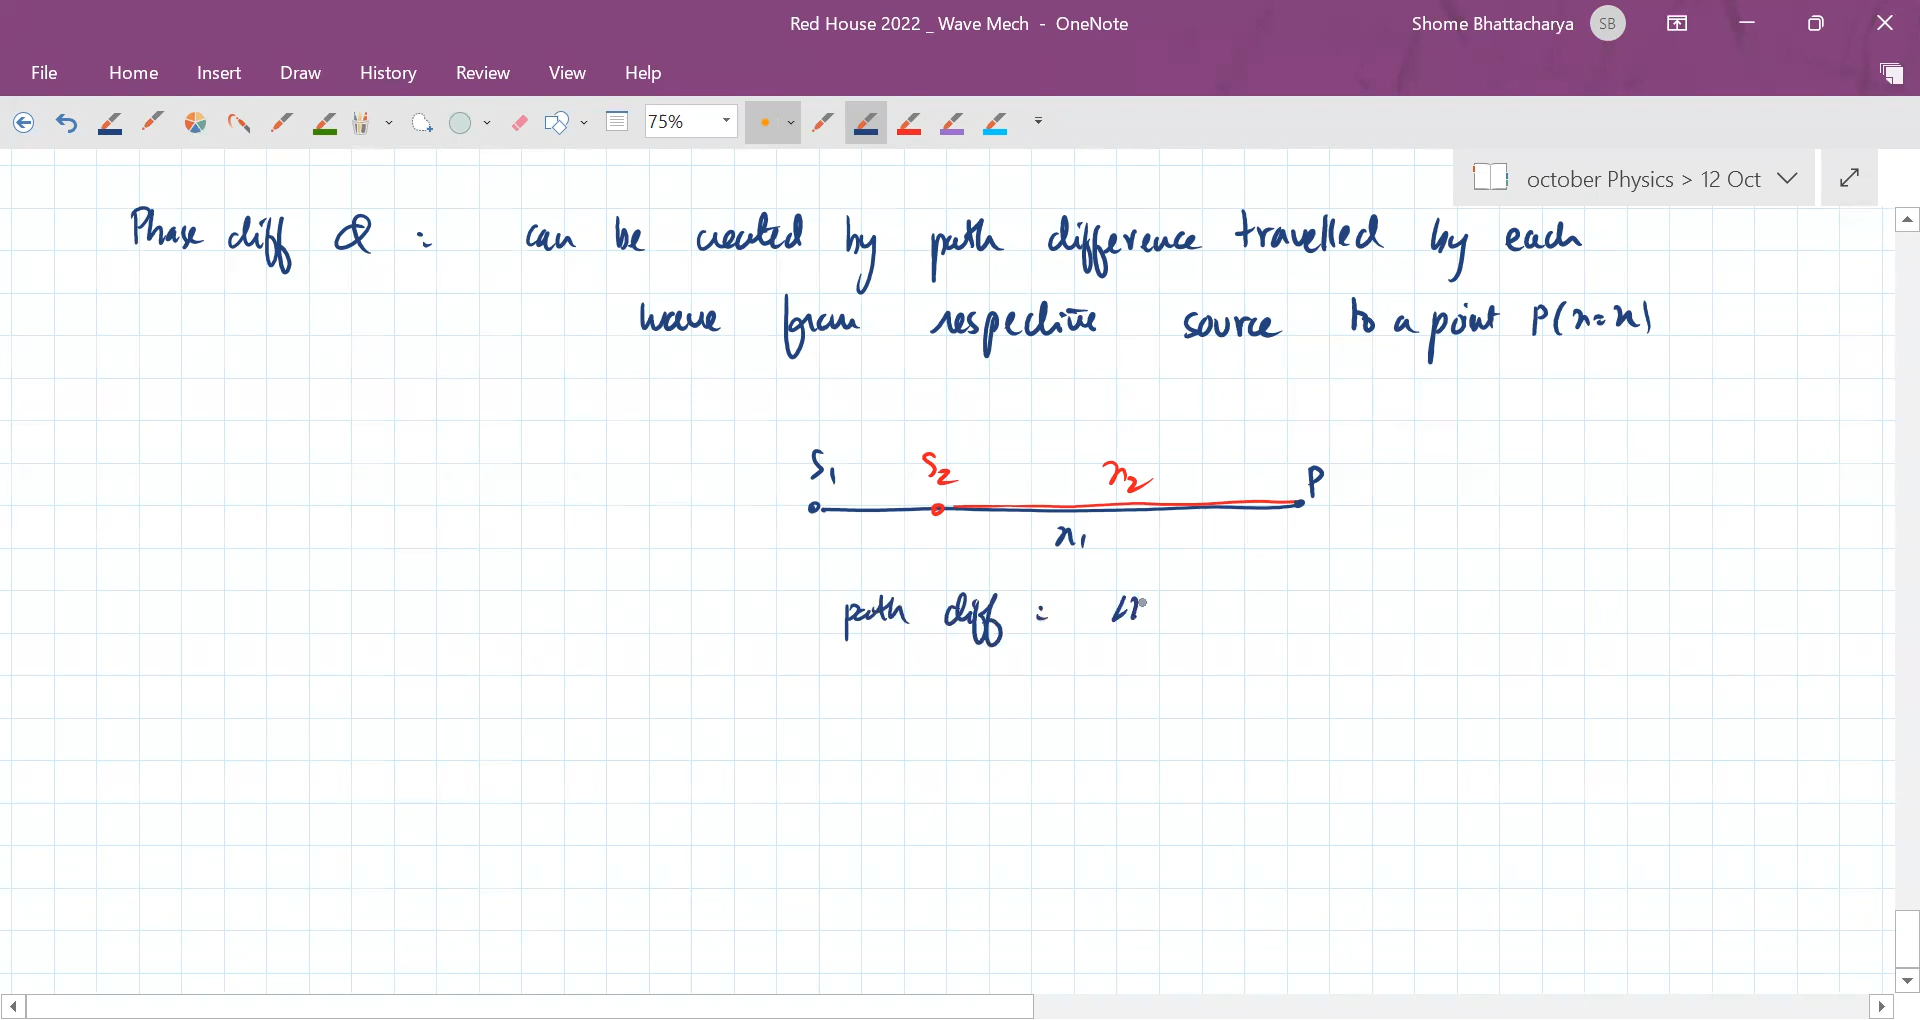 Red House 2022 _ Wave Mech - OneNote
Shome Bhattacharya SB
File Home Insert Draw History Review View Help
75%
october Physics > 12 Oct
Phase diff Q : can be created by path difference travelled by each
wave from respective source to a point P(x=x)
S1 S2 x2 P
x1
path diff =